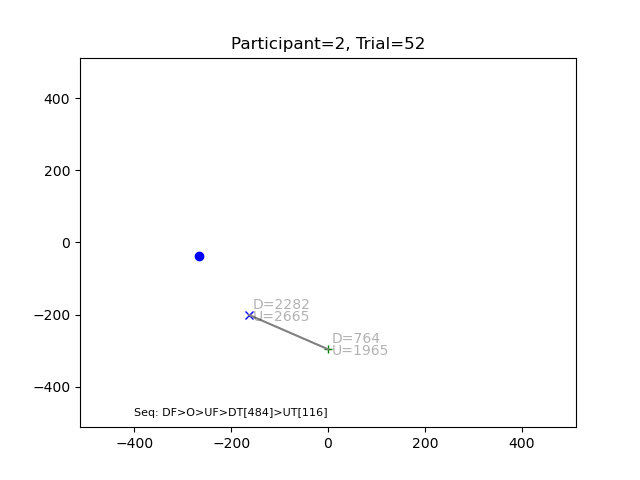 Participant=2, Trial=52
400
200
0
−200
−400
D=2282
U=2665
D=764
U=1965
Seq: DF>O>UF>DT[484]>UT[116]
−400
−200
0
200
400